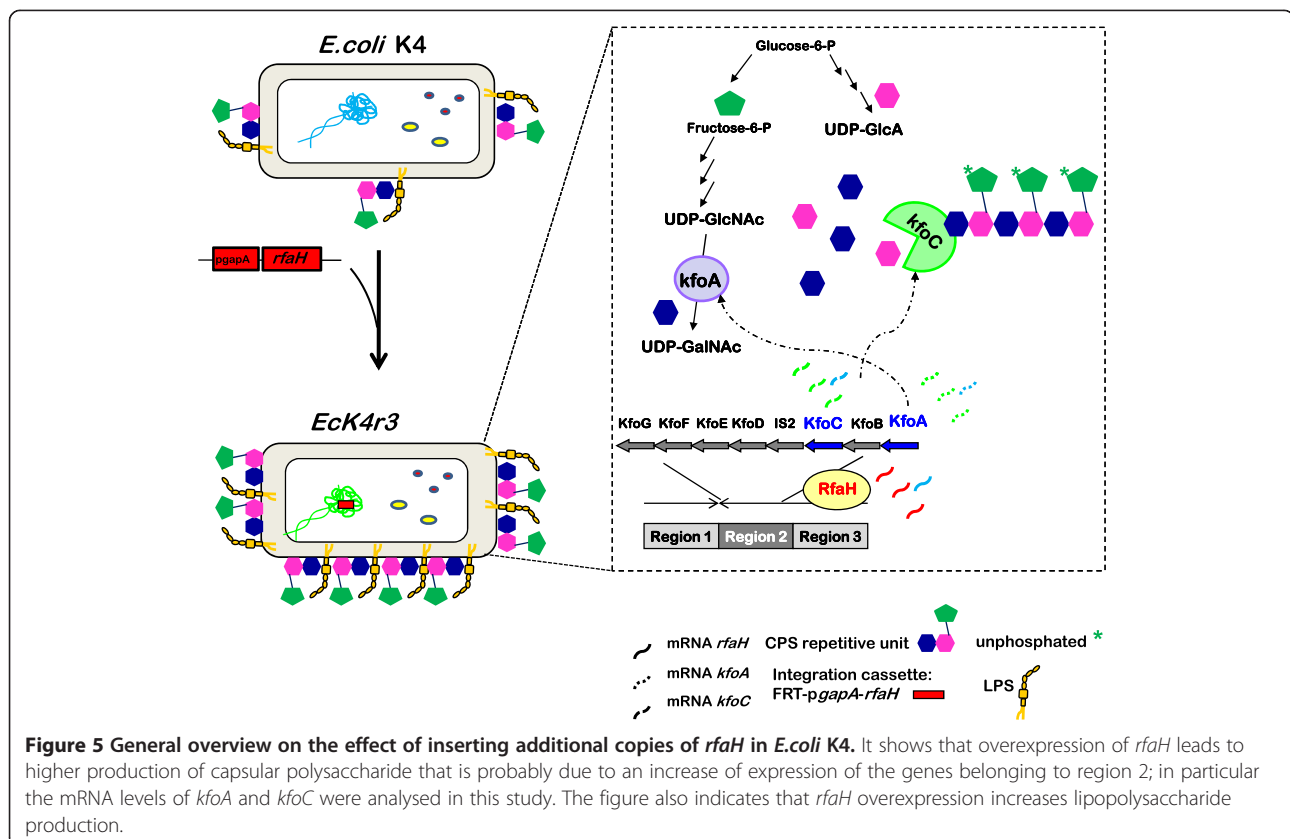 E.coli K4
pgapA rfaH
EcK4r3
Glucose-6-P
Fructose-6-P
UDP-GlcA
UDP-GlcNAc
kfoA
UDP-GalNAc
kfoC
* * *
KfoG KfoF KfoE KfoD IS2 KfoC KfoB KfoA
RfaH
Region 1 Region 2 Region 3
mRNA rfaH CPS repetitive unit unphosphated *
mRNA kfoA Integration cassette: LPS
mRNA kfoC FRT-pgapA-rfaH
Figure 5 General overview on the effect of inserting additional copies of rfaH in E.coli K4. It shows that overexpression of rfaH leads to
higher production of capsular polysaccharide that is probably due to an increase of expression of the genes belonging to region 2; in particular
the mRNA levels of kfoA and kfoC were analysed in this study. The figure also indicates that rfaH overexpression increases lipopolysaccharide
production.